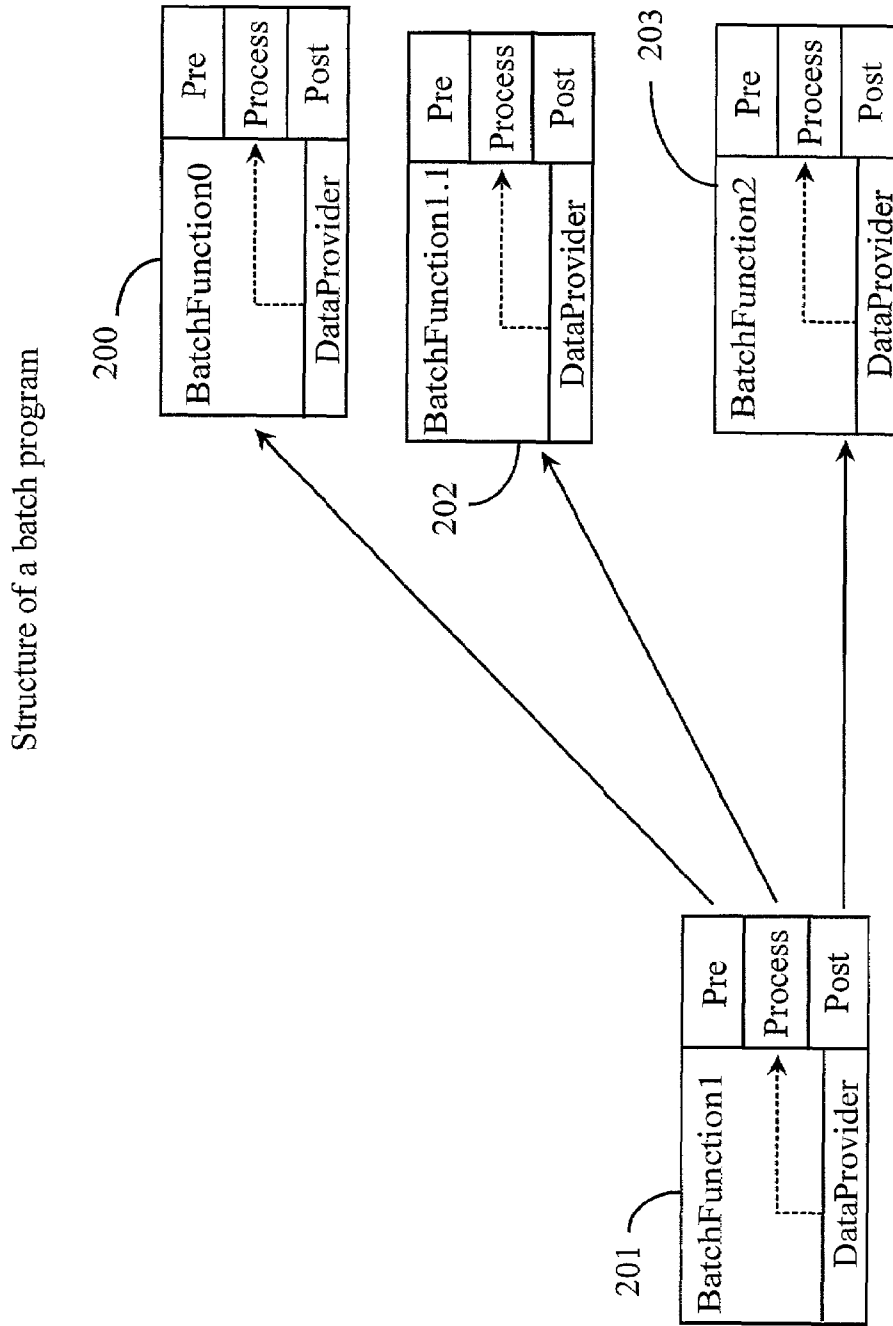 Structure of a batch program
200
BatchFunction0
DataProvider
Pre
Process
Post
201
BatchFunction1
DataProvider
Pre
Process
Post
202
BatchFunction1.1
DataProvider
Pre
Process
Post
203
BatchFunction2
DataProvider
Pre
Process
Post